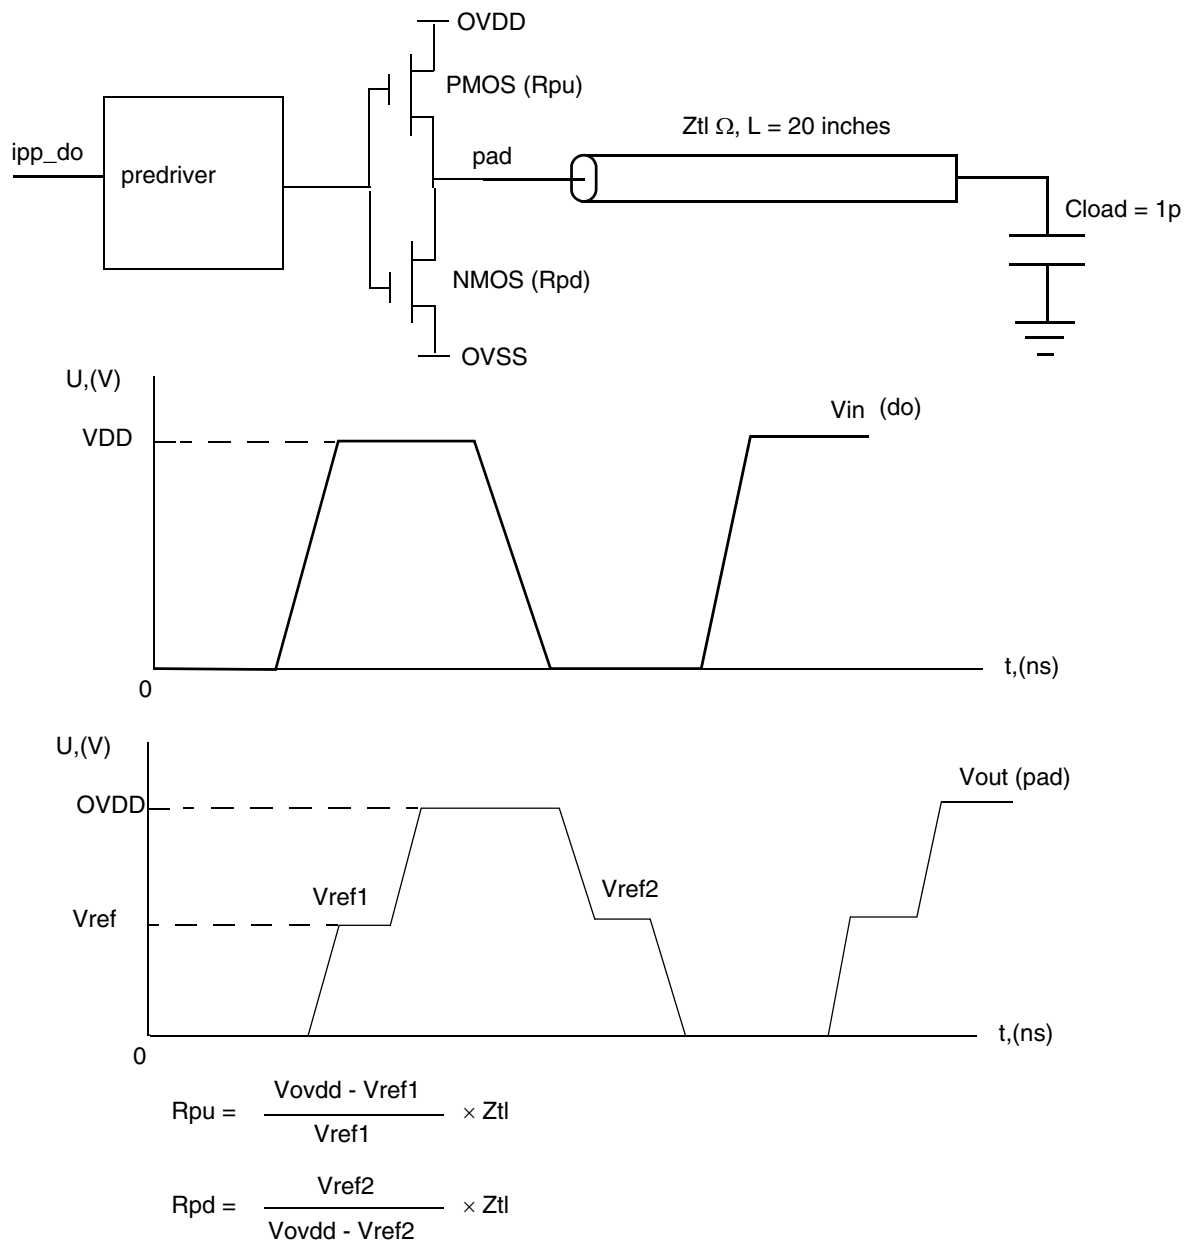 OVDD
PMOS (Rpu)
Ztl Ω, L = 20 inches
ipp_do
predriver
pad
Cload = 1p
NMOS (Rpd)
OVSS
U,(V)
Vin (do)
VDD
t,(ns)
0
U,(V)
Vout (pad)
OVDD
Vref1
Vref2
Vref
t,(ns)
0
Vovdd - Vref1
Rpu = × Ztl
Vref1
Vref2
Rpd = × Ztl
Vovdd - Vref2